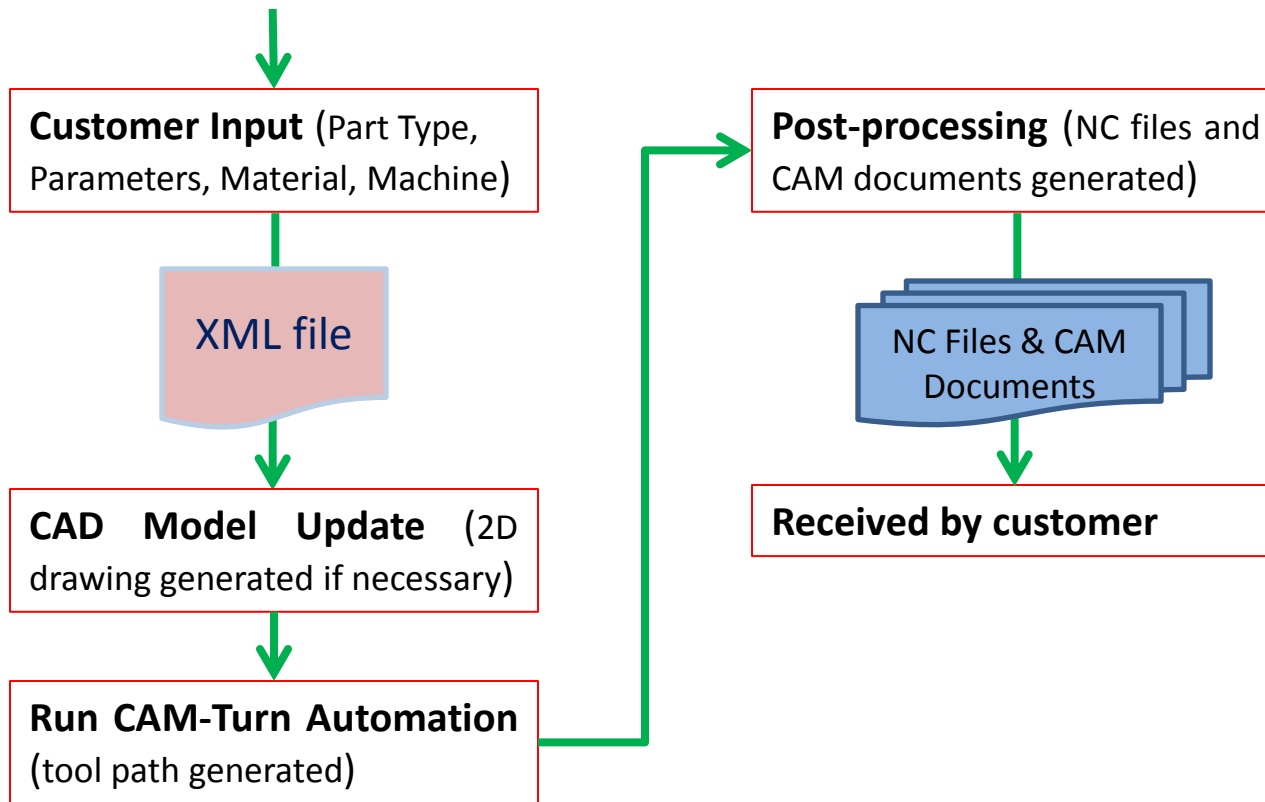 Customer Input (Part Type,
Parameters, Material, Machine)
XML file
CAD Model Update (2D
drawing generated if necessary)
Run CAM-Turn Automation
(tool path generated)
Post-processing (NC files and
CAM documents generated)
NC Files & CAM
Documents
Received by customer